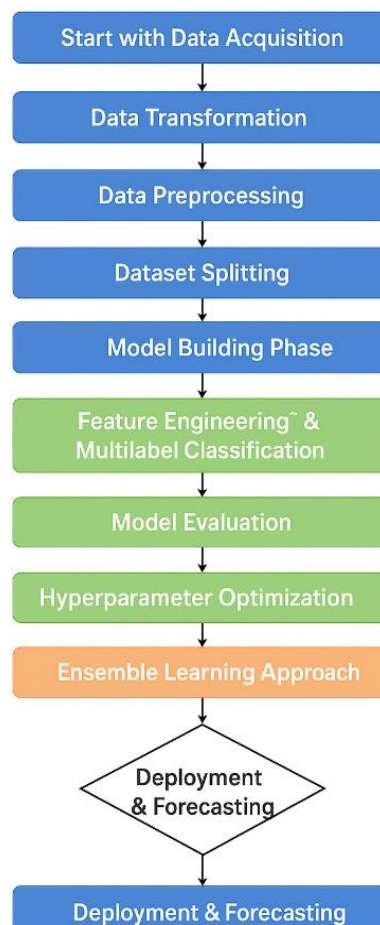 Start with Data Acquisition
Data Transformation
Data Preprocessing
Dataset Splitting
Model Building Phase
Feature Engineering˜ &
Multilabel Classification
Model Evaluation
Hyperparameter Optimization
Ensemble Learning Approach
Deployment
& Forecasting
Deployment & Forecasting